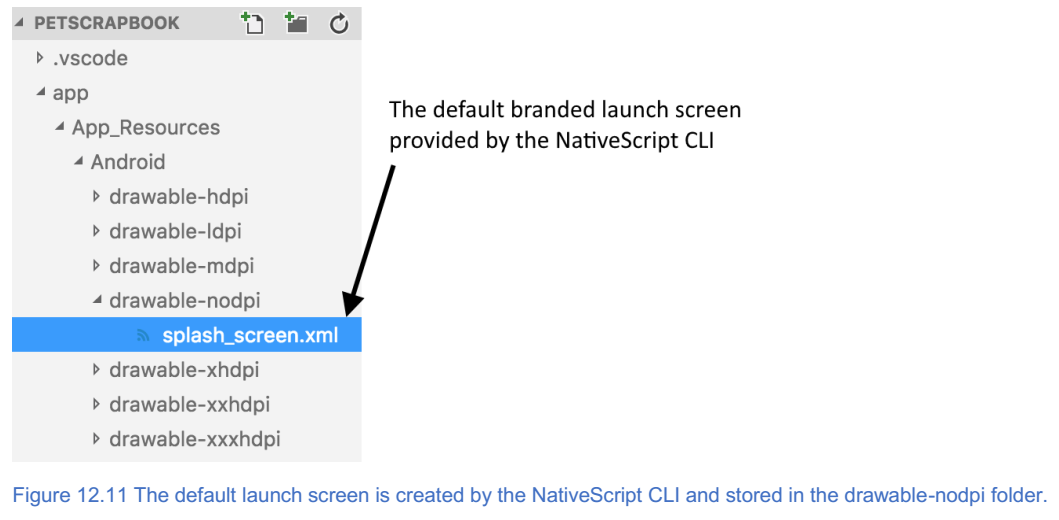 PETSCRAPBOOK
.vscode
app
App_Resources
Android
drawable-hdpi
drawable-ldpi
drawable-mdpi
drawable-nodpi
splash_screen.xml
drawable-xhdpi
drawable-xxhdpi
drawable-xxxhdpi
The default branded launch screen
provided by the NativeScript CLI
Figure 12.11 The default launch screen is created by the NativeScript CLI and stored in the drawable-nodpi folder.